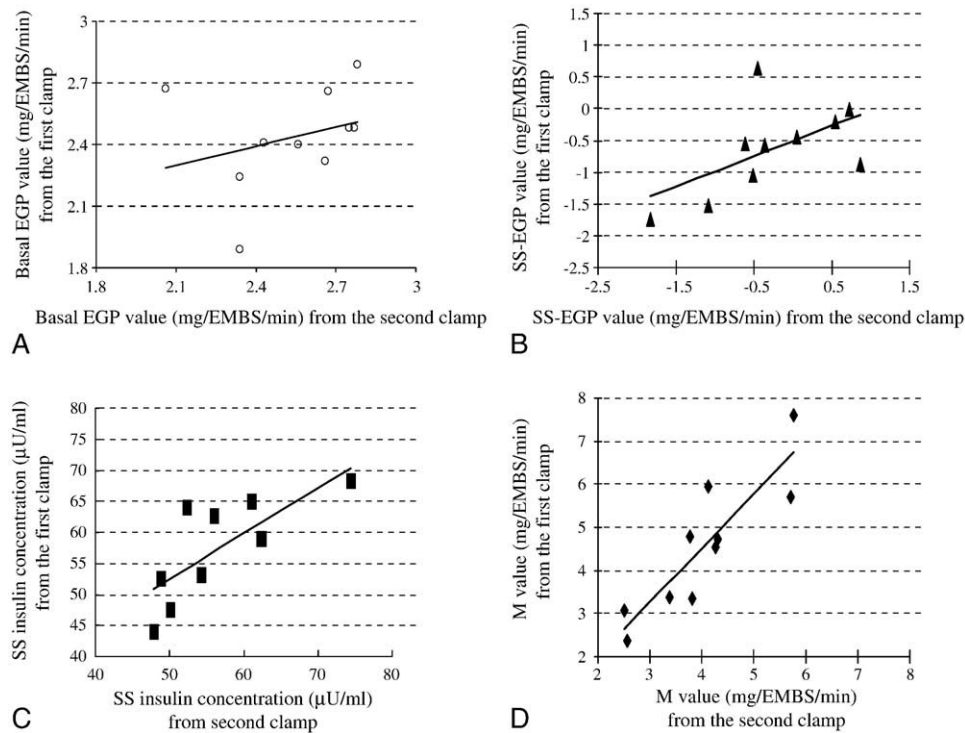 Basal EGP value (mg/EMBS/min)
from the first clamp
3
2.7
2.4
2.1
1.8
1.8 2.1 2.4 2.7 3
Basal EGP value (mg/EMBS/min) from the second clamp
A
SS-EGP value (mg/EMBS/min)
from the first clamp
1.5
1
0.5
0
-0.5
-1
-1.5
-2
-2.5
-2.5 -1.5 -0.5 0.5 1.5
SS-EGP value (mg/EMBS/min) from the second clamp
B
SS insulin concentration (μU/ml)
from the first clamp
80
75
70
65
60
55
50
45
40
40 50 60 70 80
SS insulin concentration (μU/ml)
from second clamp
C
M value (mg/EMBS/min)
from the first clamp
8
7
6
5
4
3
2
2 3 4 5 6 7 8
M value (mg/EMBS/min)
from the second clamp
D